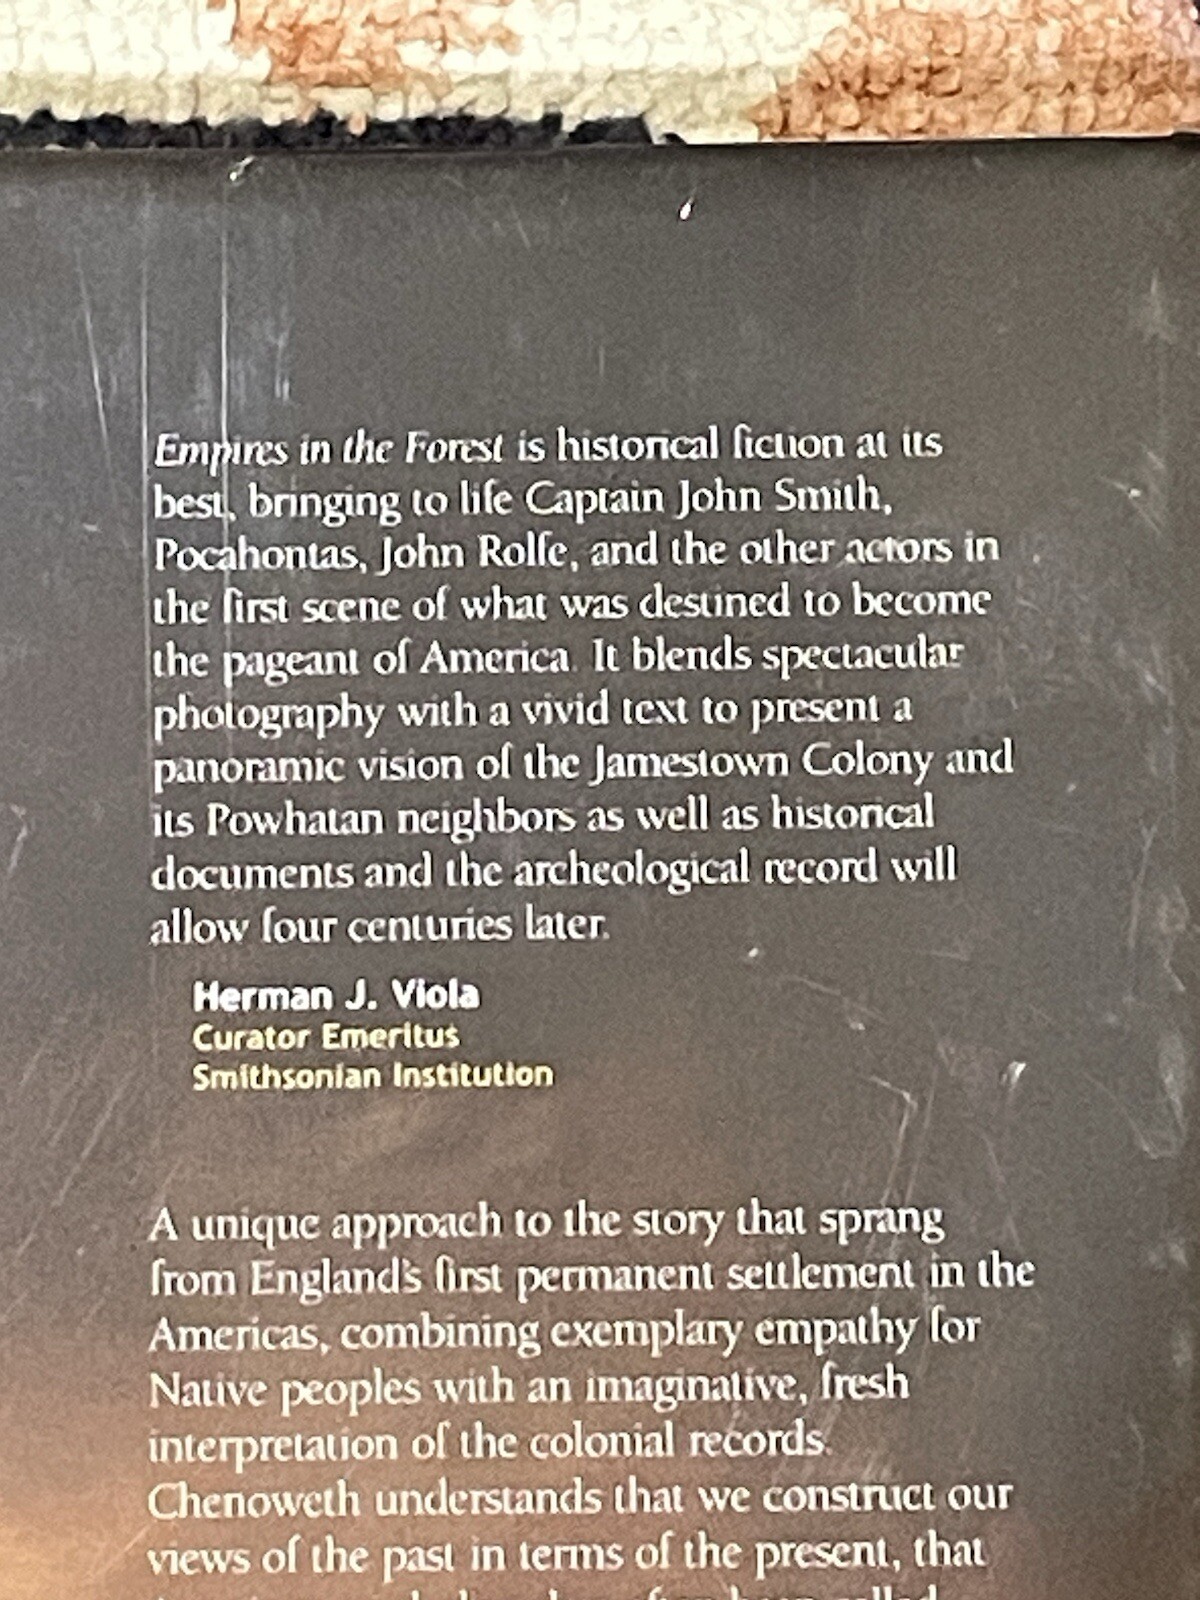 Empires in the Forest is historical fiction at its
best, bringing to life Captain John Smith,
Pocahontas, John Rolfe, and the other actors in
the first scene of what was destined to become
the pageant of America. It blends spectacular
photography with a vivid text to present a
panoramic vision of the Jamestown Colony and
its Powhatan neighbors as well as historical
documents and the archeological record will
allow four centuries later.
Herman J. Viola
Curator Emeritus
Smithsonian Institution
A unique approach to the story that sprang
from England's first permanent settlement in the
Americas, combining exemplary empathy for
Native peoples with an imaginative, fresh
interpretation of the colonial records.
Chenoweth understands that we construct our
views of the past in terms of the present, that